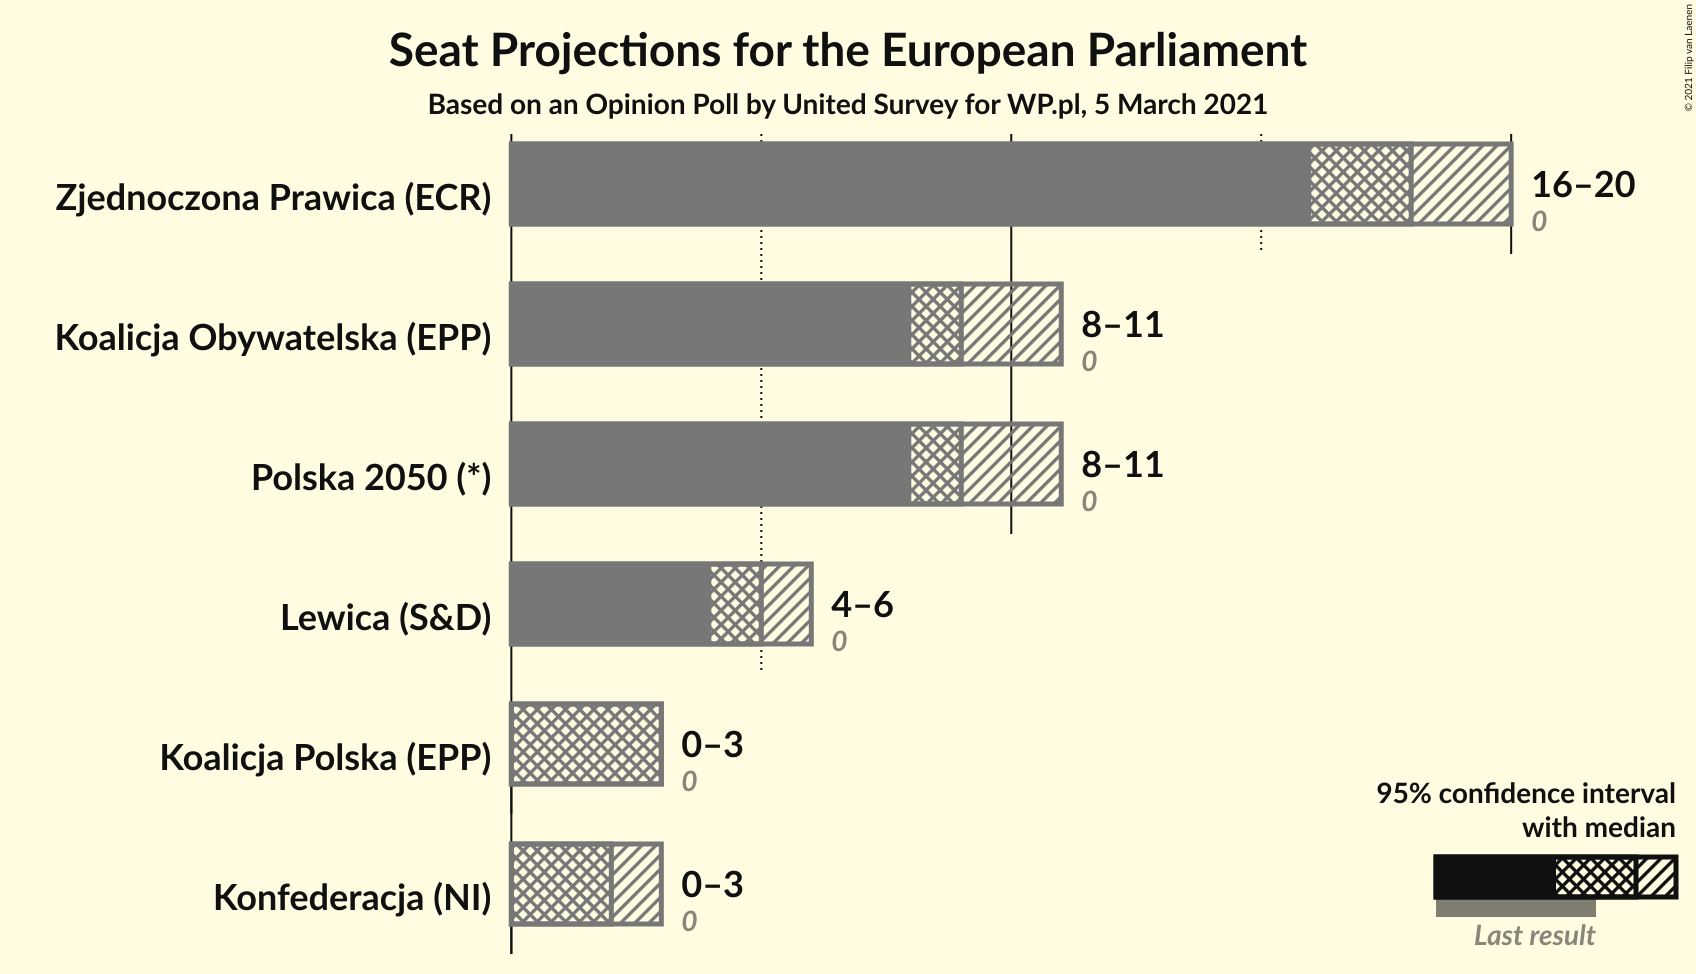 Seat Projections for the European Parliament
Based on an Opinion Poll by United Survey for WP.pl, 5 March 2021
© 2021 Filip van Laenen
Zjednoczona Prawica (ECR)
16–20
0
Koalicja Obywatelska (EPP)
8–11
0
Polska 2050 (*)
8–11
0
Lewica (S&D)
4–6
0
Koalicja Polska (EPP)
0–3
0
Konfederacja (NI)
0–3
0
95% confidence interval
with median
Last result